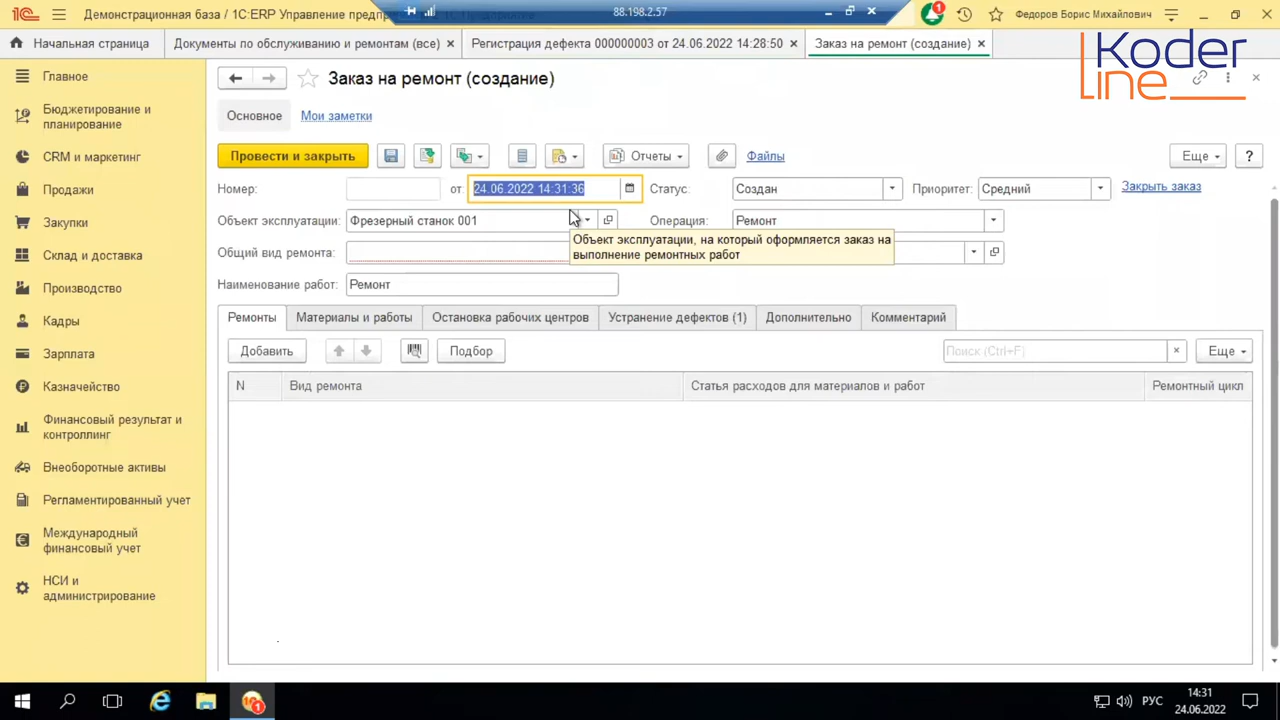 Демонстрационная база / 1С:ERP Управление предпр
88.198.2.57
1
Федоров Борис Михайлович
Начальная страница
Документы по обслуживанию и ремонтам (все)
Регистрация дефекта 000000003 от 24.06.2022 14:28:50
Заказ на ремонт (создание)
Koder
line
Главное
Бюджетирование и
планирование
CRM и маркетинг
Продажи
Закупки
Склад и доставка
Производство
Кадры
Зарплата
Казначейство
Финансовый результат и
контроллинг
Внеоборотные активы
Регламентированный учет
Международный
финансовый учет
НСИ и
администрирование
Заказ на ремонт (создание)
Основное
Мои заметки
Провести и закрыть
Отчеты
Файлы
Еще
?
Номер:
от:
24.06.2022 14:31:36
Статус:
Создан
Приоритет:
Средний
Закрыть заказ
Объект эксплуатации:
Фрезерный станок 001
Операция:
Ремонт
Объект эксплуатации, на который оформляется заказ на
выполнение ремонтных работ
Общий вид ремонта:
Наименование работ:
Ремонт
Ремонты
Материалы и работы
Остановка рабочих центров
Устранение дефектов (1)
Дополнительно
Комментарий
Добавить
Подбор
Поиск (Ctrl+F)
Еще
N
Вид ремонта
Статья расходов для материалов и работ
Ремонтный цикл
1
РУС
14:31
24.06.2022